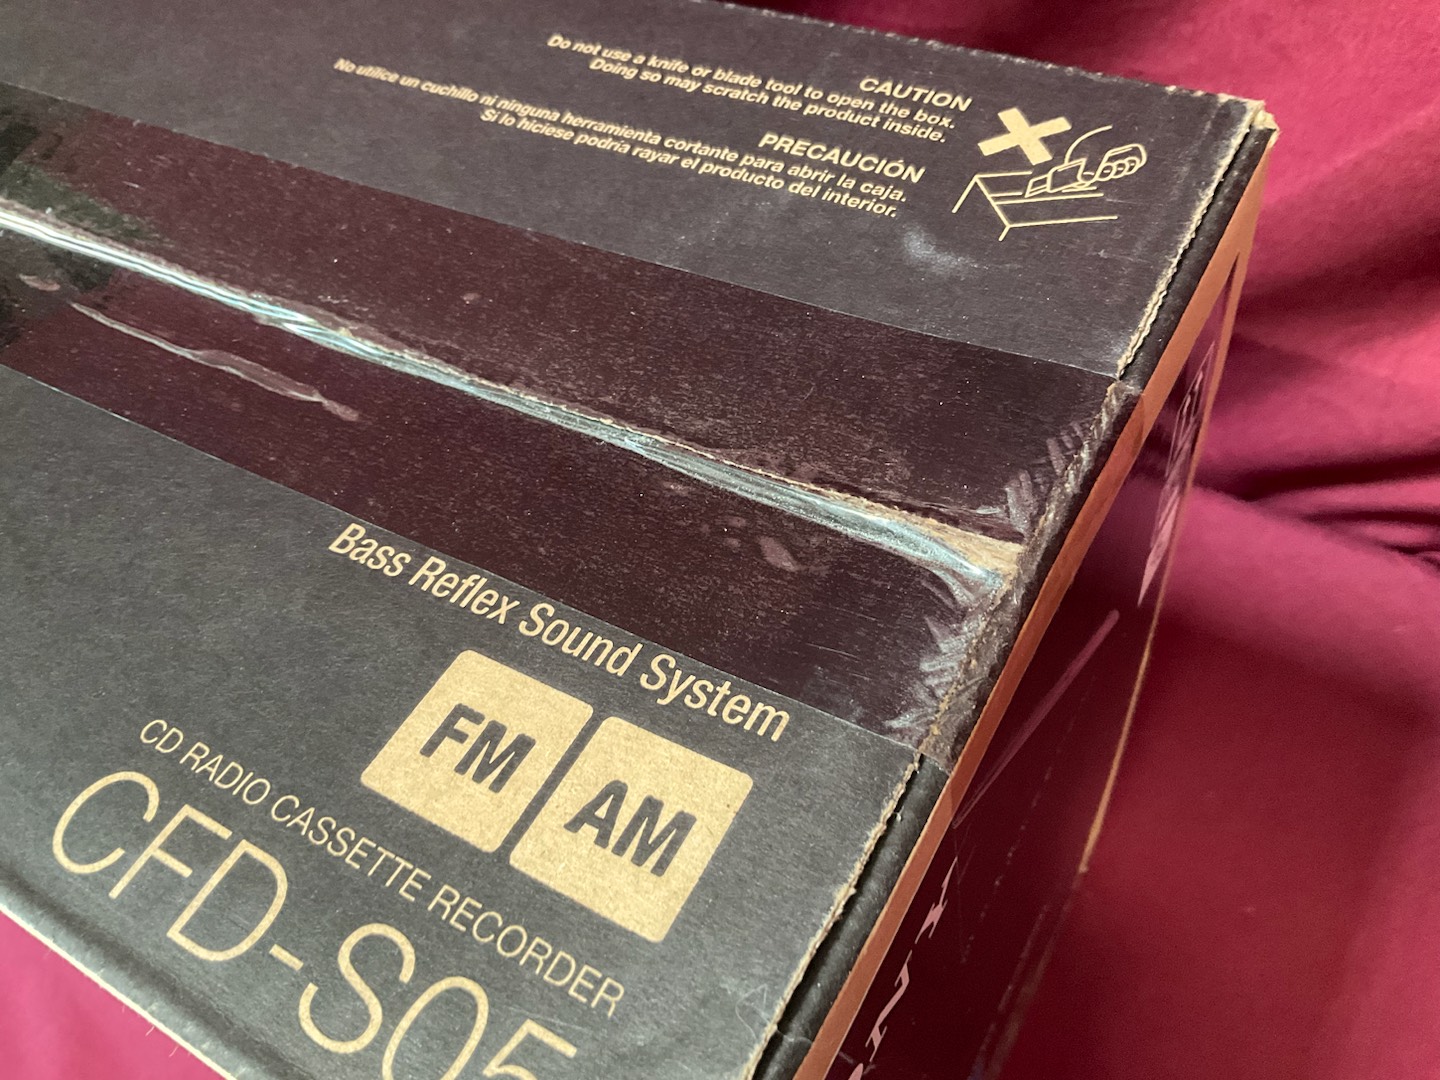 CAUTION
Do not use a knife or blade tool to open the box.
Doing so may scratch the product inside.
PRECAUCIÓN
No utilice un cuchillo ni ninguna herramienta cortante para abrir la caja.
Si lo hiciese podría rayar el producto del interior.
Bass Reflex Sound System
FM AM
CD RADIO CASSETTE RECORDER
CFD-S05